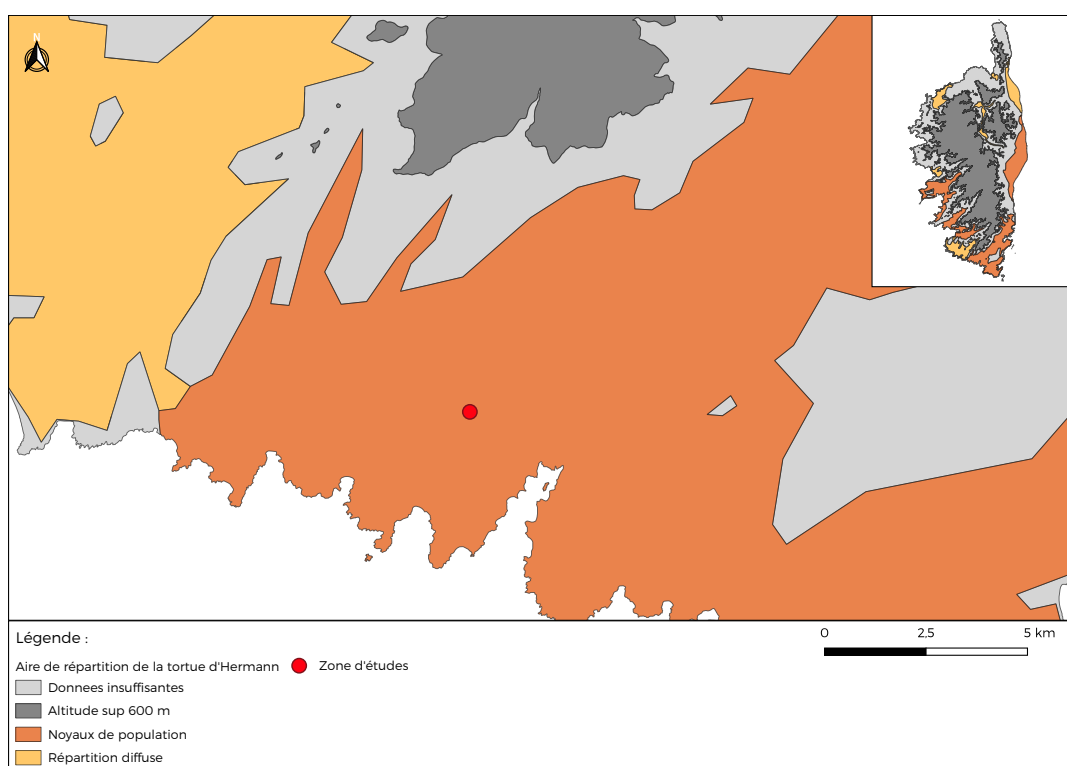 N
Légende :
Aire de répartition de la tortue d'Hermann Zone d'études
Donnees insuffisantes
Altitude sup 600 m
Noyaux de population
Répartition diffuse
0 2,5 5 km